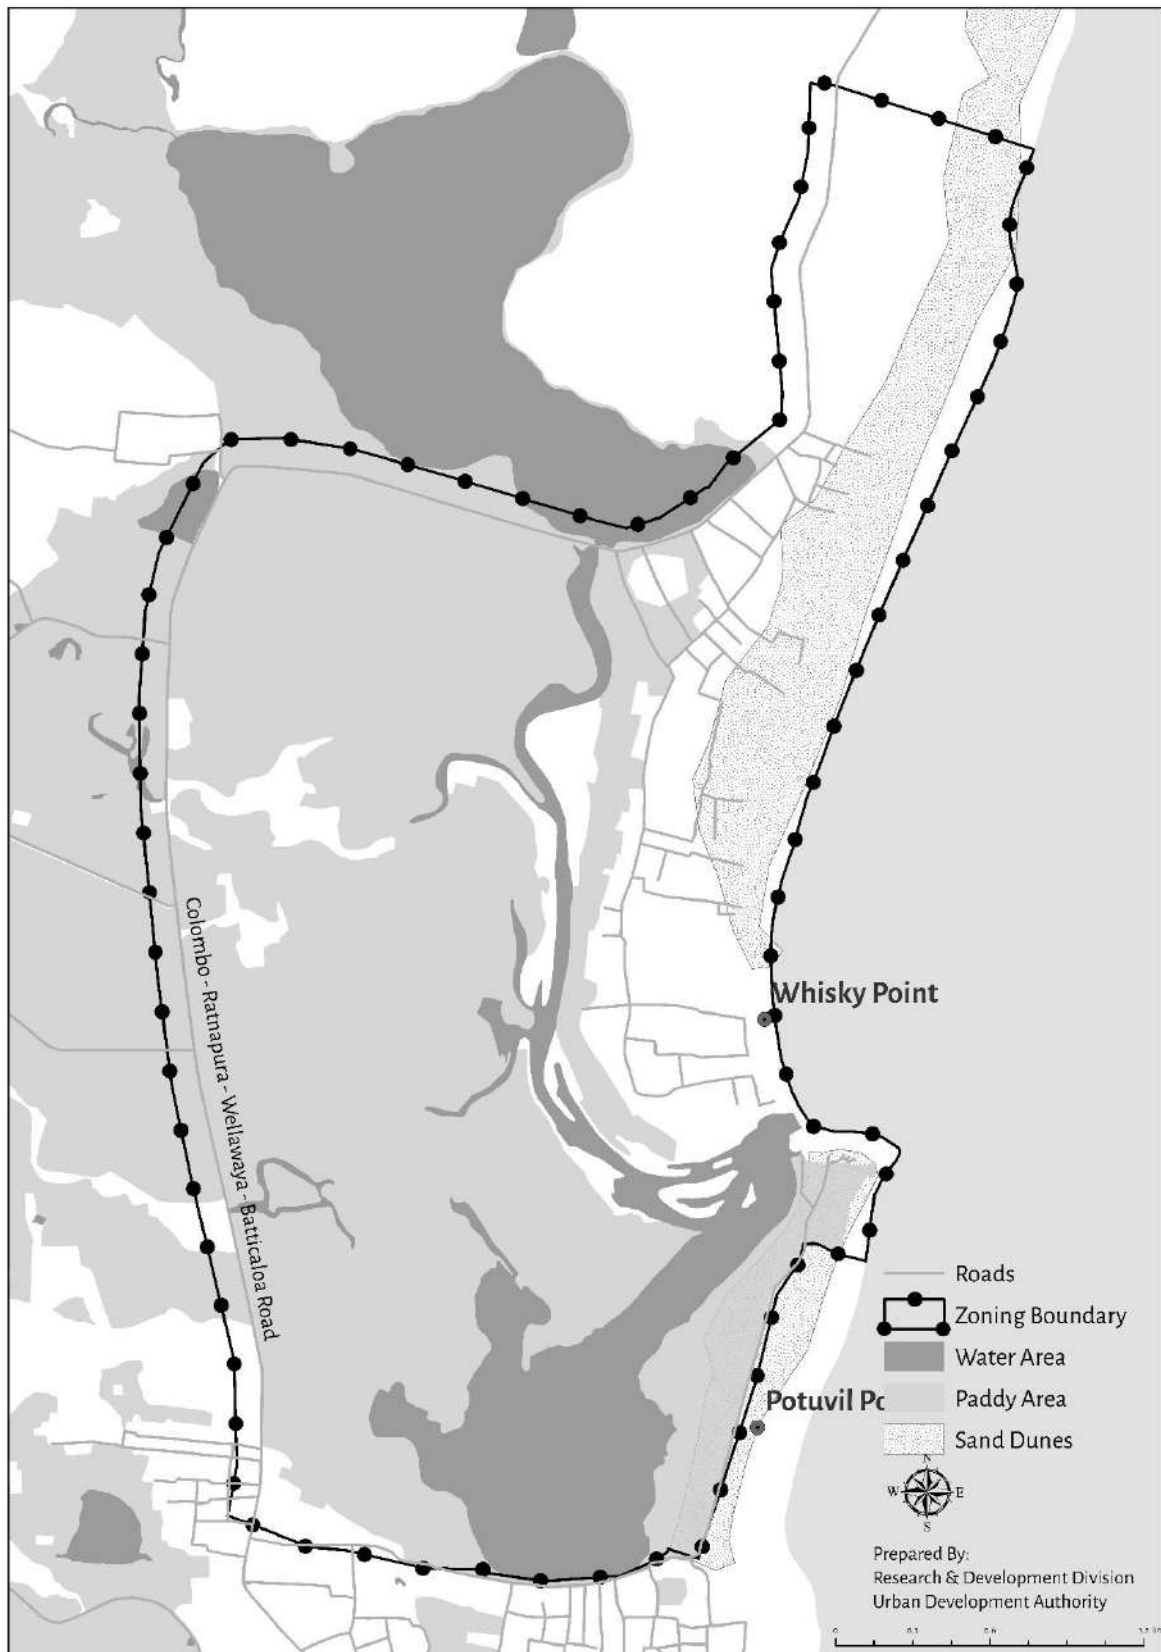 Colombo - Ratnapura - Wellawaya - Batticaloa Road
Whisky Point
Potuvil
Roads
Zoning Boundary
Water Area
Paddy Area
Sand Dunes
N
W E
S
Prepared By:
Research & Development Division
Urban Development Authority
0